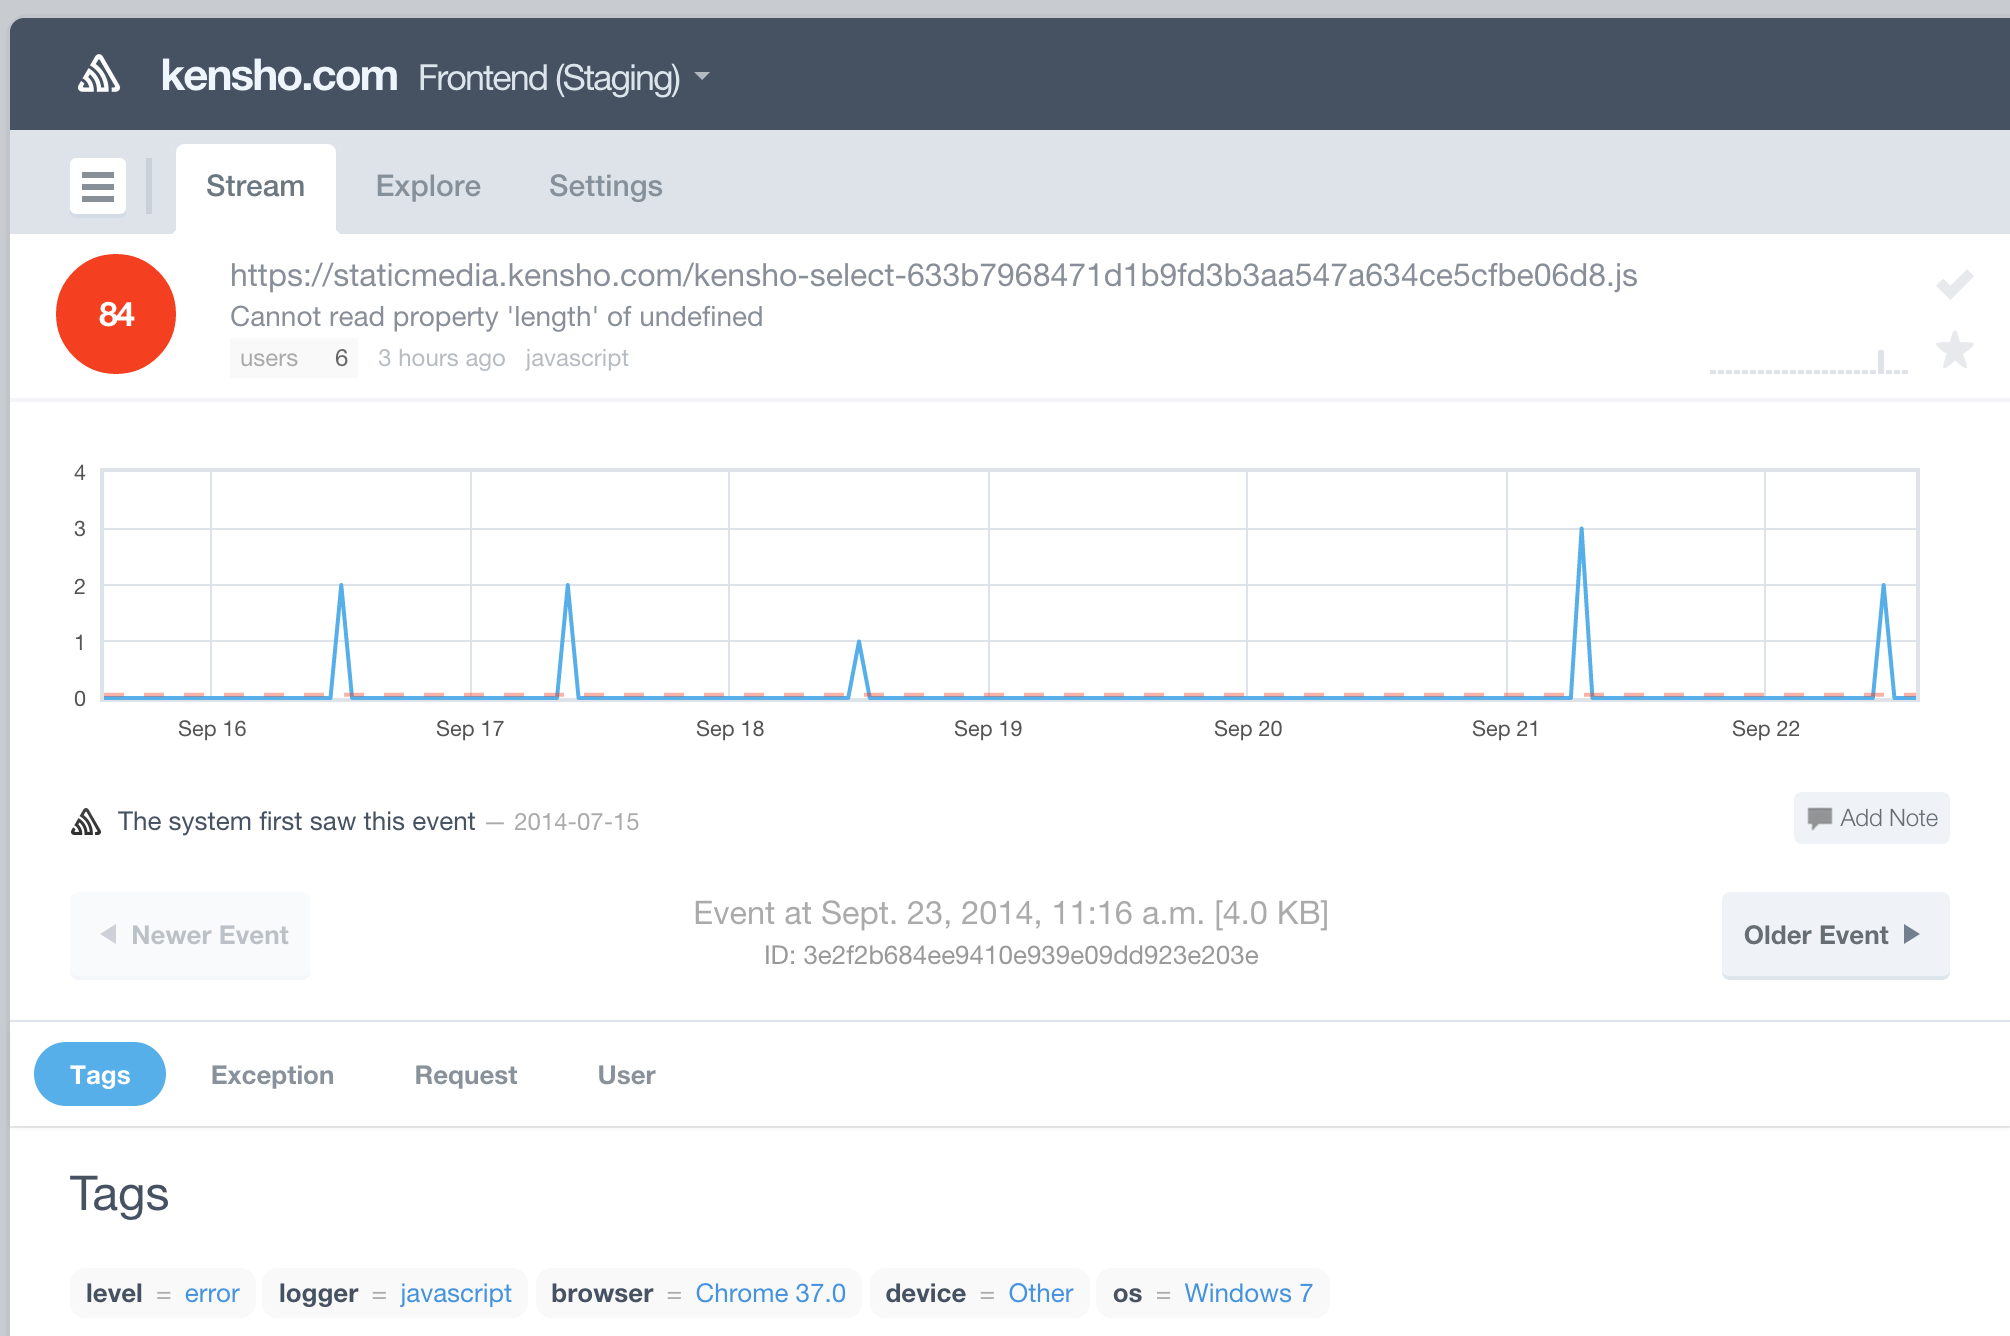 kensho.com Frontend (Staging)
Stream Explore Settings
84
https://staticmedia.kensho.com/kensho-select-633b7968471d1b9fd3b3aa547a634ce5cfbe06d8.js
Cannot read property 'length' of undefined
users 6 3 hours ago javascript
4
3
2
1
0
Sep 16 Sep 17 Sep 18 Sep 19 Sep 20 Sep 21 Sep 22
The system first saw this event — 2014-07-15
Add Note
Newer Event
Event at Sept. 23, 2014, 11:16 a.m. [4.0 KB]
ID: 3e2f2b684ee9410e939e09dd923e203e
Older Event
Tags Exception Request User
Tags
level = error logger = javascript browser = Chrome 37.0 device = Other os = Windows 7